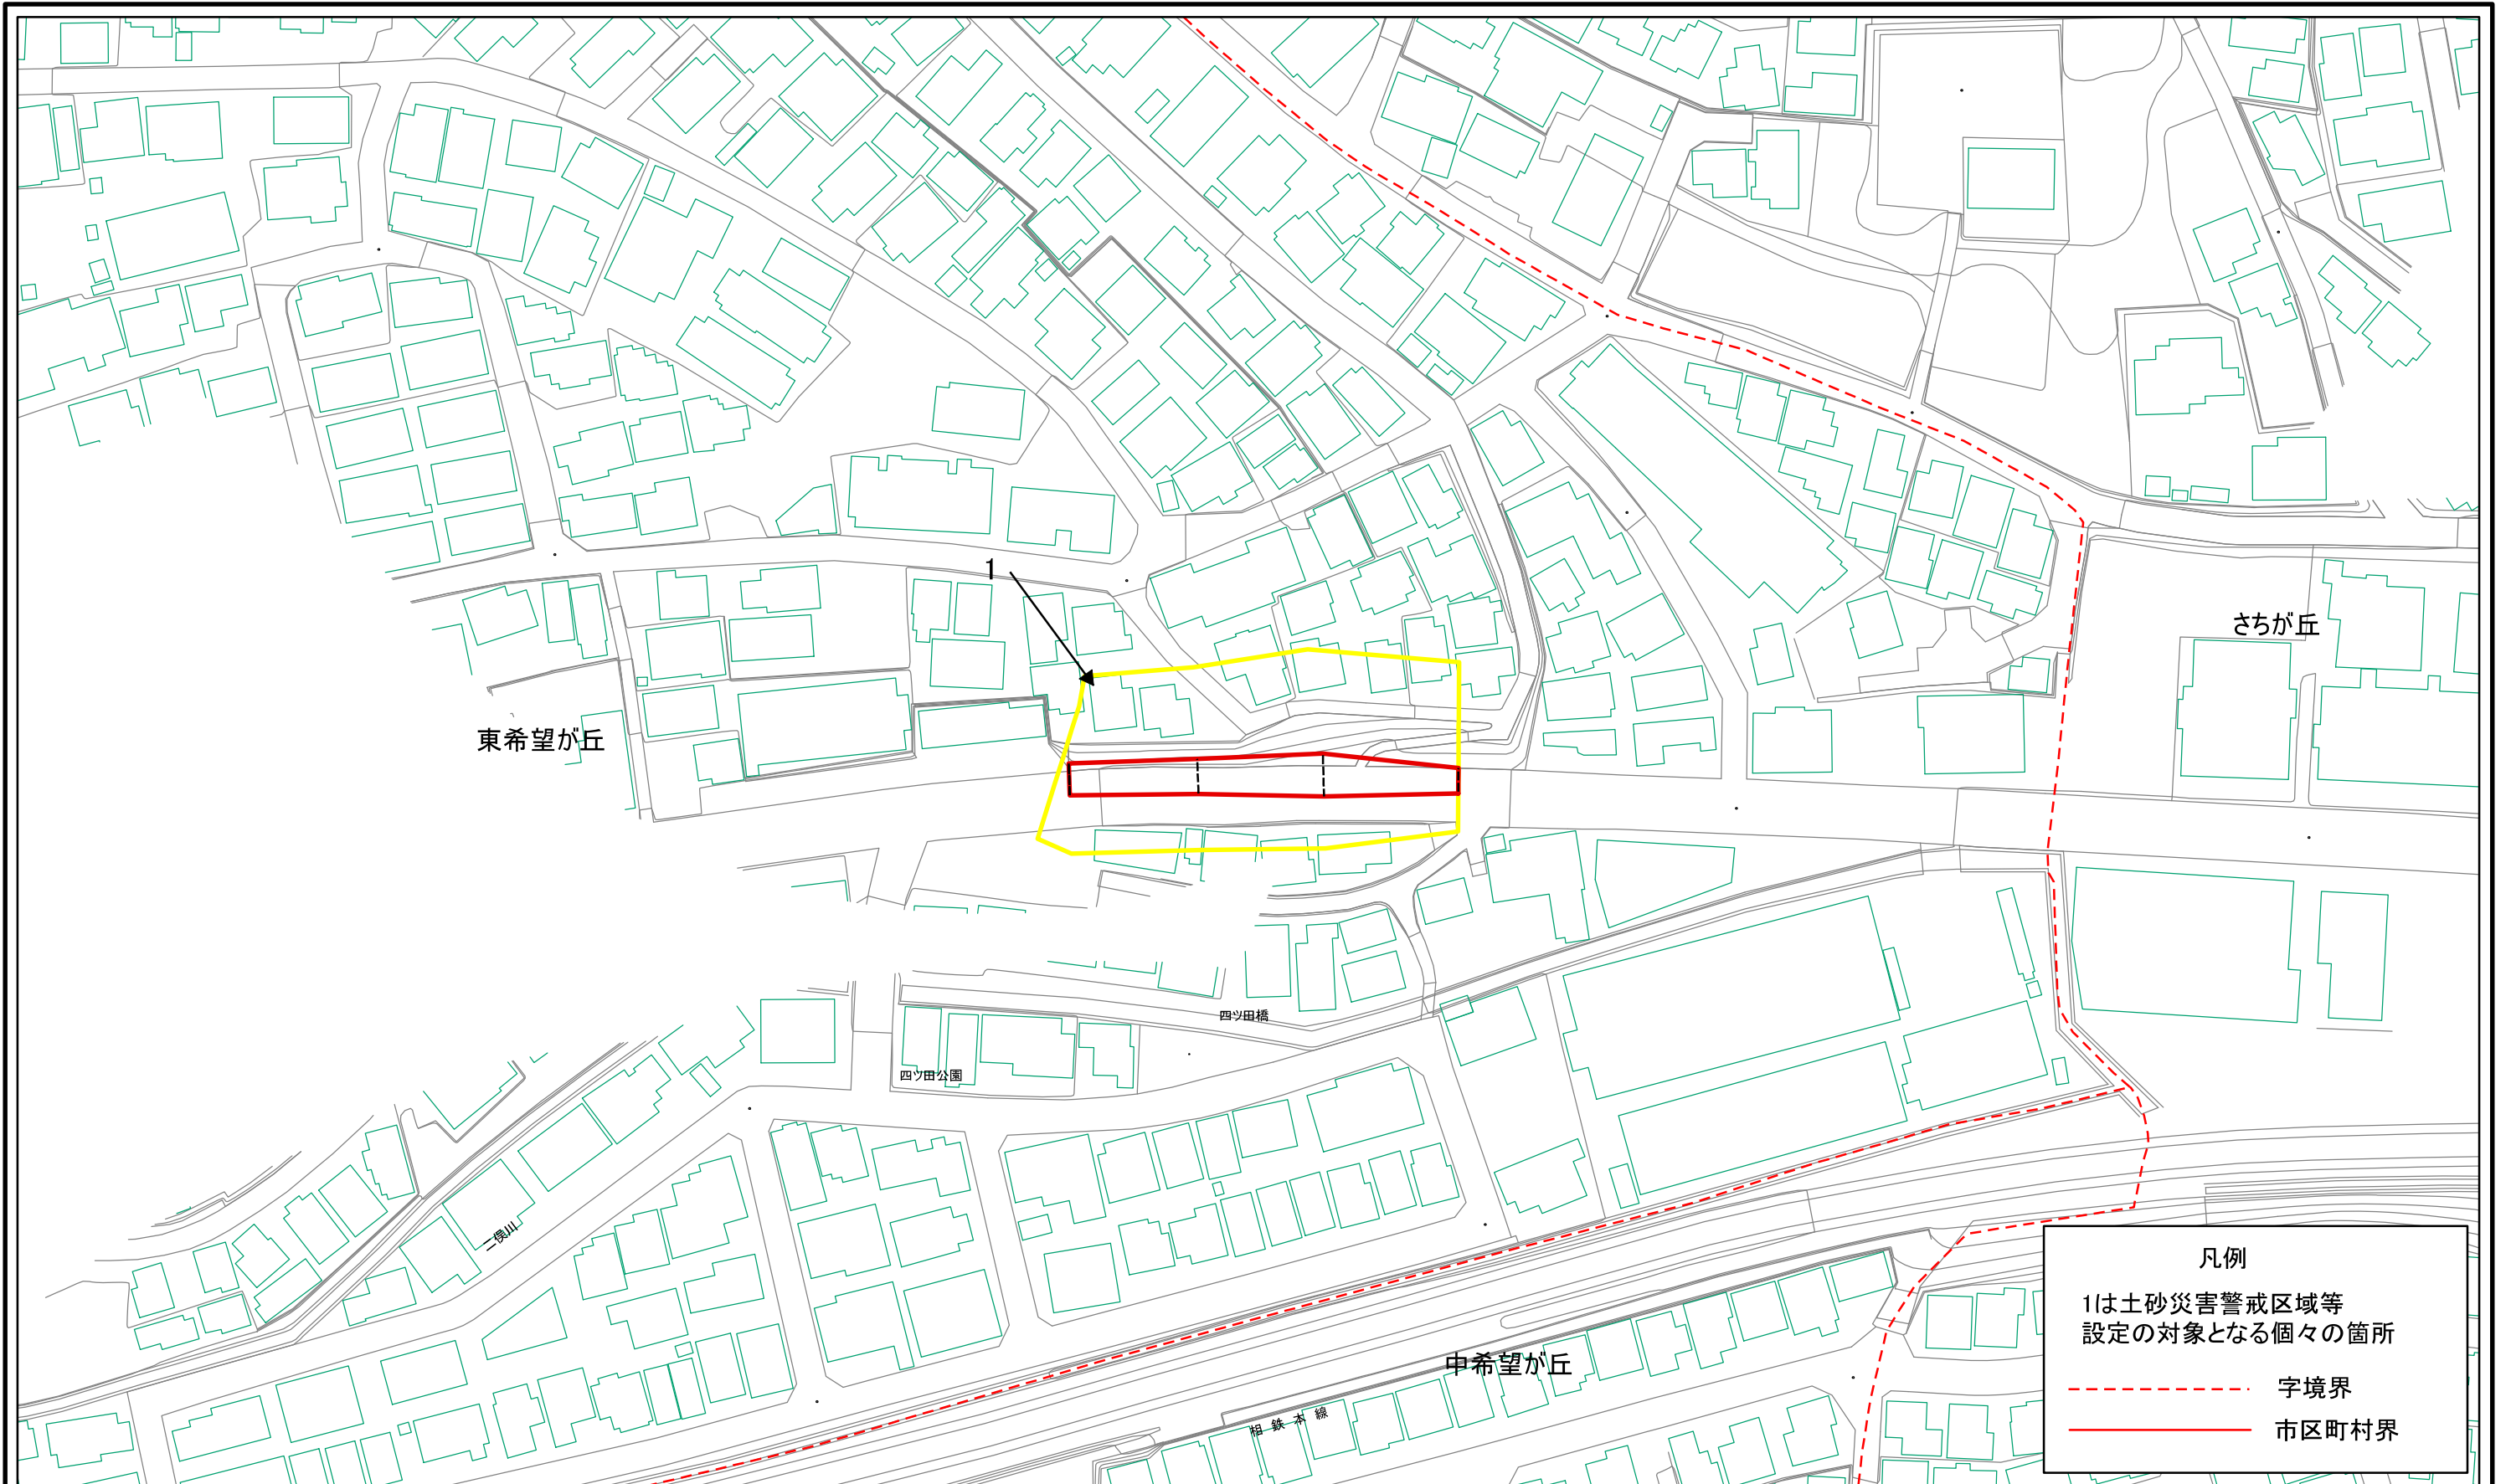 1
さちが丘
東希望が丘
四ツ田橋
四ツ田公園
二俣川
中希望が丘
相鉄本線
凡例
1は土砂災害警戒区域等
設定の対象となる個々の箇所
字境界
市区町村界